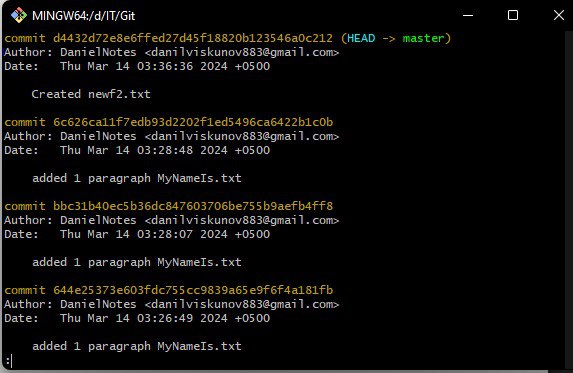 MINGW64:/d/IT/Git
commit d4432d72e8e6ffed27d45f18820b123546a0c212 (HEAD -> master)
Author: DanielNotes <danilviskunov883@gmail.com>
Date:   Thu Mar 14 03:36:36 2024 +0500
Created newf2.txt
commit 6c626ca11f7edb93d2202f1ed5496ca6422b1c0b
Author: DanielNotes <danilviskunov883@gmail.com>
Date:   Thu Mar 14 03:28:48 2024 +0500
added 1 paragraph MyNameIs.txt
commit bbc31b40ec5b36dc847603706be755b9aefb4ff8
Author: DanielNotes <danilviskunov883@gmail.com>
Date:   Thu Mar 14 03:28:07 2024 +0500
added 1 paragraph MyNameIs.txt
commit 644e25373e603fdc755cc9839a65e9f6f4a181fb
Author: DanielNotes <danilviskunov883@gmail.com>
Date:   Thu Mar 14 03:26:49 2024 +0500
added 1 paragraph MyNameIs.txt
: